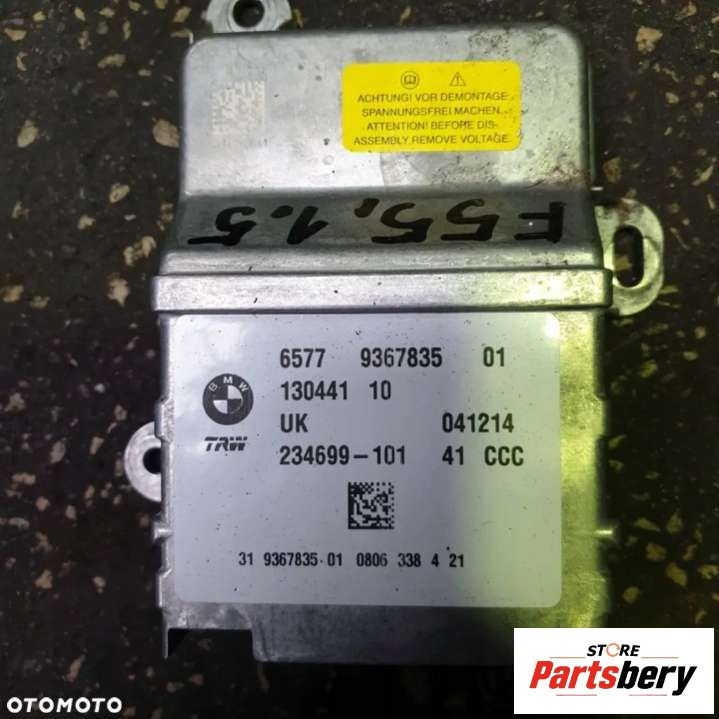 ACHTUNG! VOR DEMONTAGE
SPANNUNGSFREI MACHEN.
ATTENTION! BEFORE DIS-
ASSEMBLY REMOVE VOLTAGE.
F55, 1.5
6577 9367835 01
BMW
130441 10
UK 041214
TRW
234699-101 41 CCC
31 9367835-01 0806 338 4 21
STORE
Partsbery
OTOMOTO